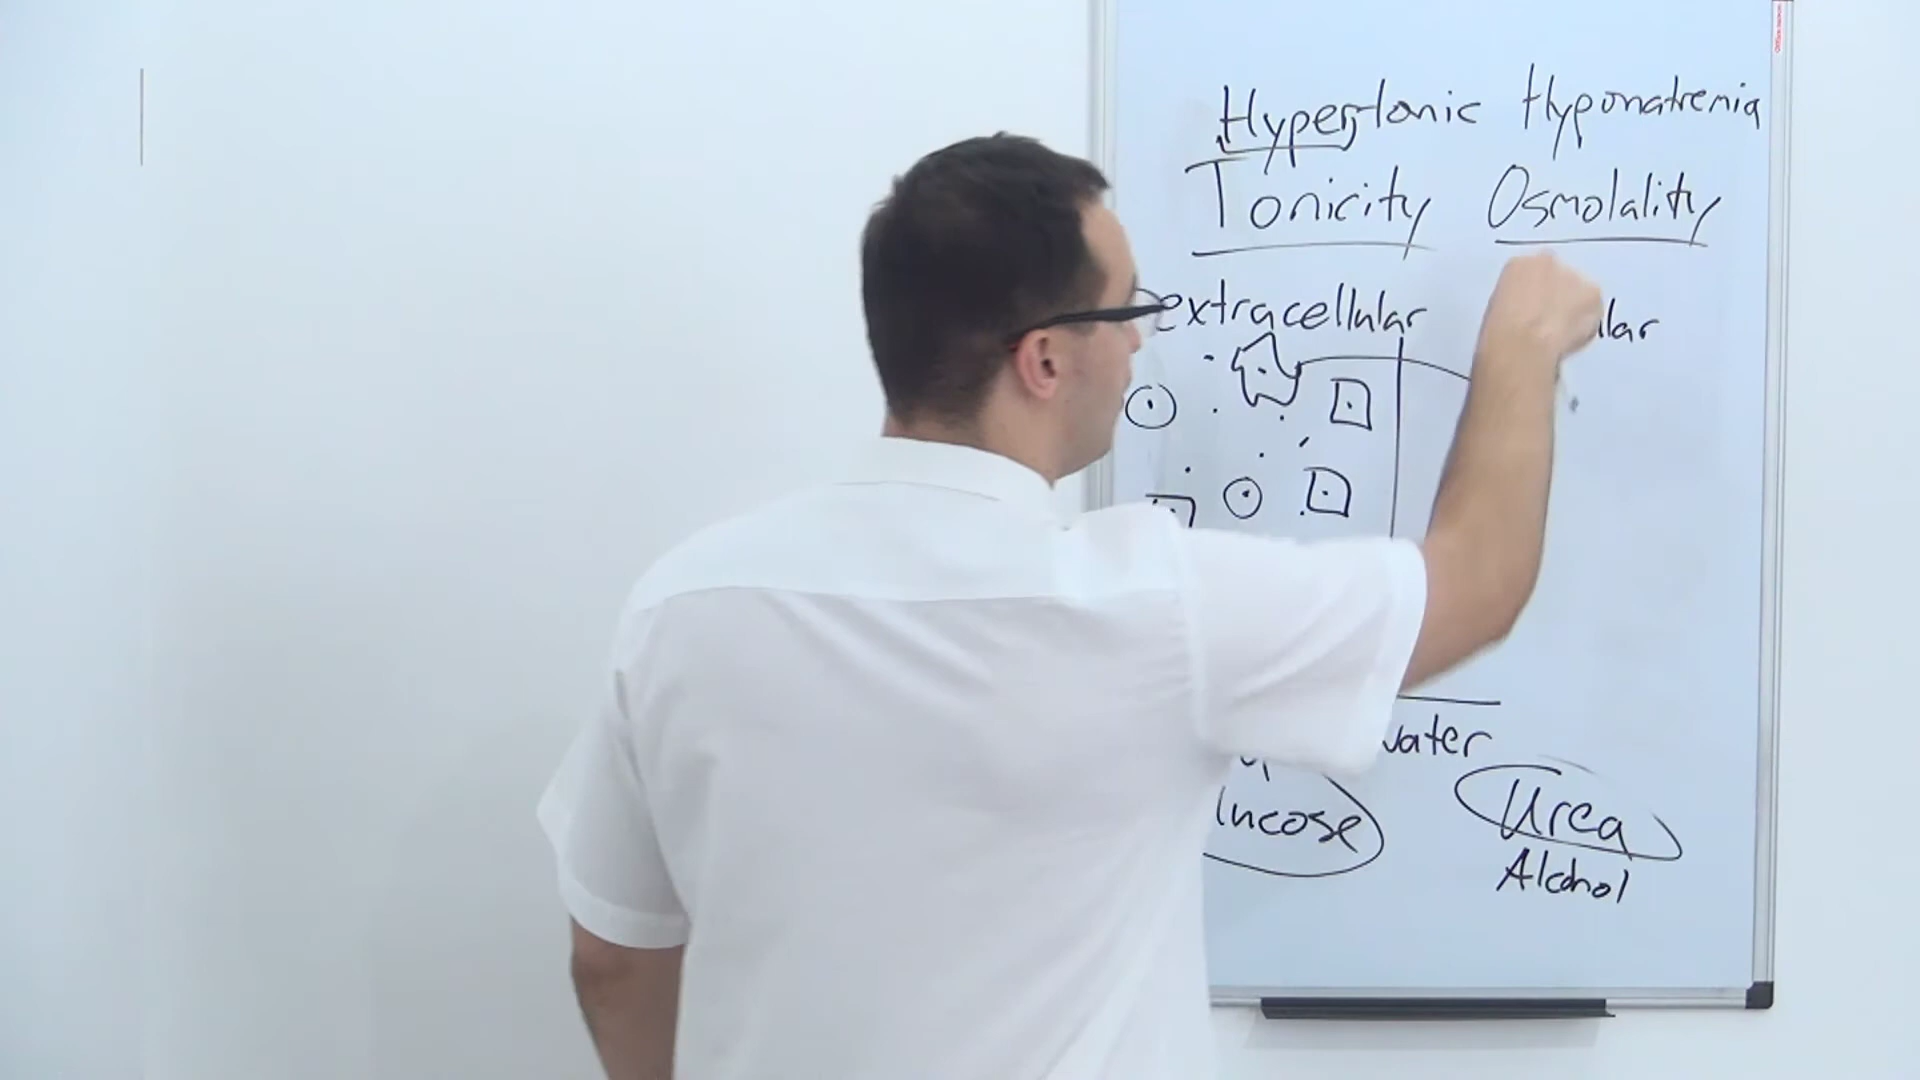 Hypertonic Hyponatremia
Tonicity Osmolality
extracellular lar
water
lucose Urea
Alcohol